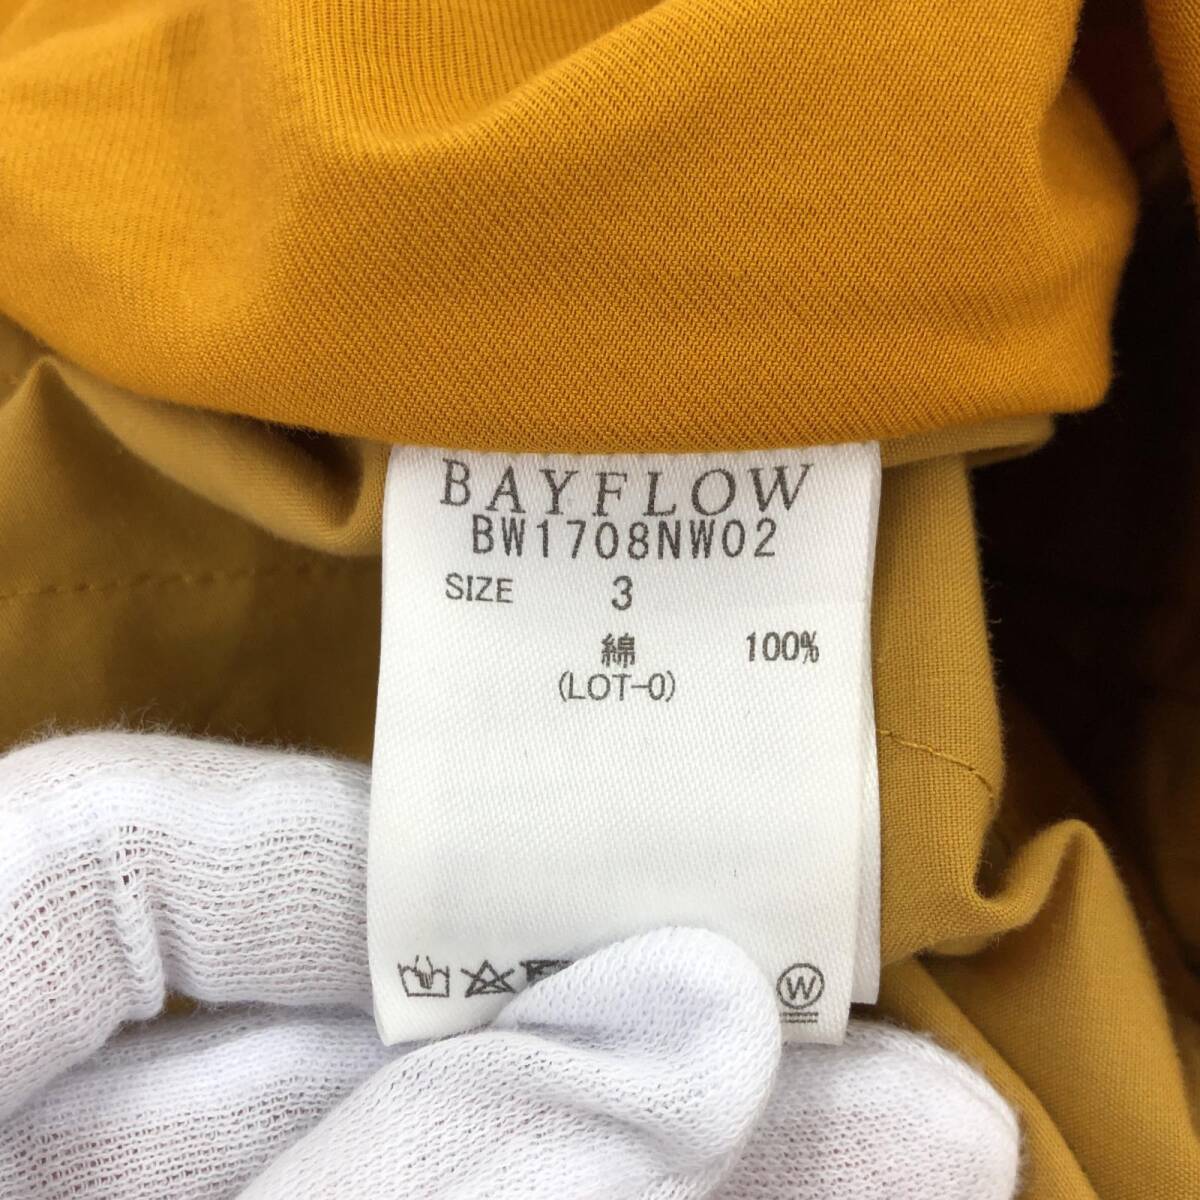 BAYFLOW
BW1708NW02
SIZE 3
綿 100%
(LOT-0)
W